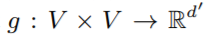 g : V × V → ℝ^{d′}